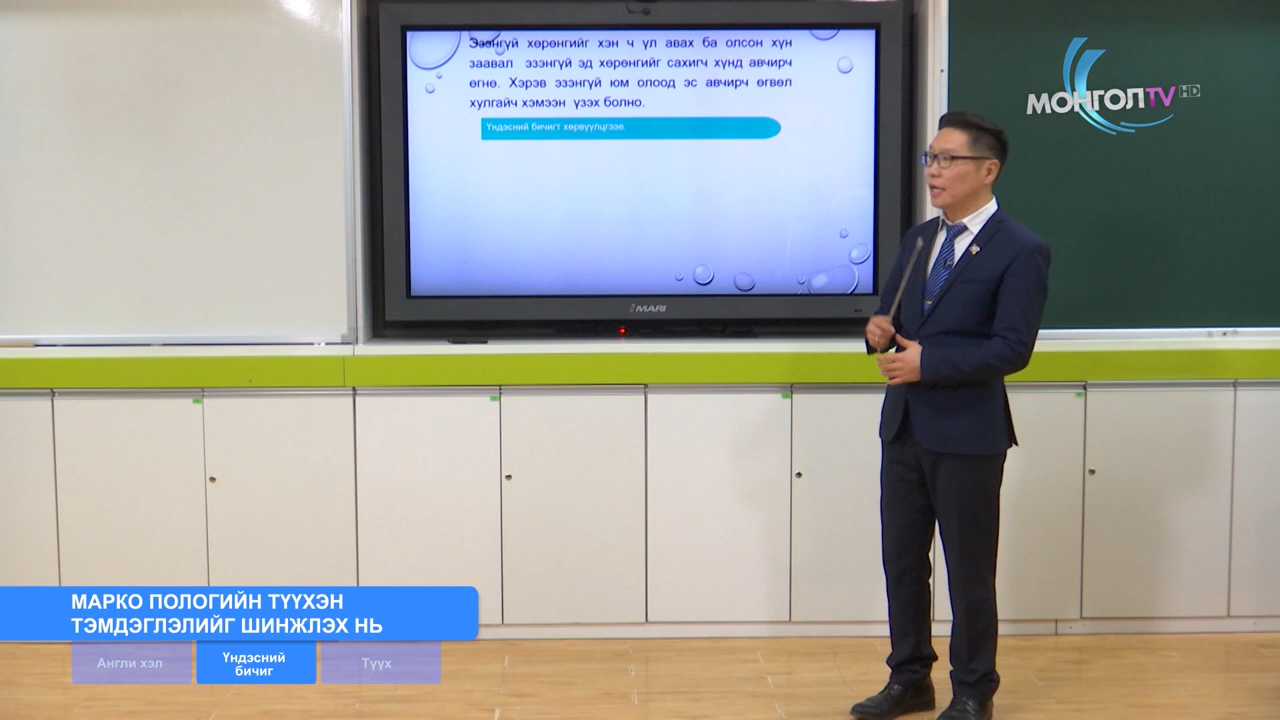 Эзэнгүй хөрөнгийг хэн ч үл авах ба олсон хүн
заавал эзэнгүй эд хөрөнгийг сахигч хүнд авчирч
өгнө. Хэрэв эзэнгүй юм олоод эс авчирч өгвөл
хулгайч хэмээн үзэх болно.
Үндэсний бичигт хөрвүүлцгээе.
МОНГОЛTV HD
iMARI
МАРКО ПОЛОГИЙН ТҮҮХЭН
ТЭМДЭГЛЭЛИЙГ ШИНЖЛЭХ НЬ
Англи хэл
Үндэсний
бичиг
Түүх